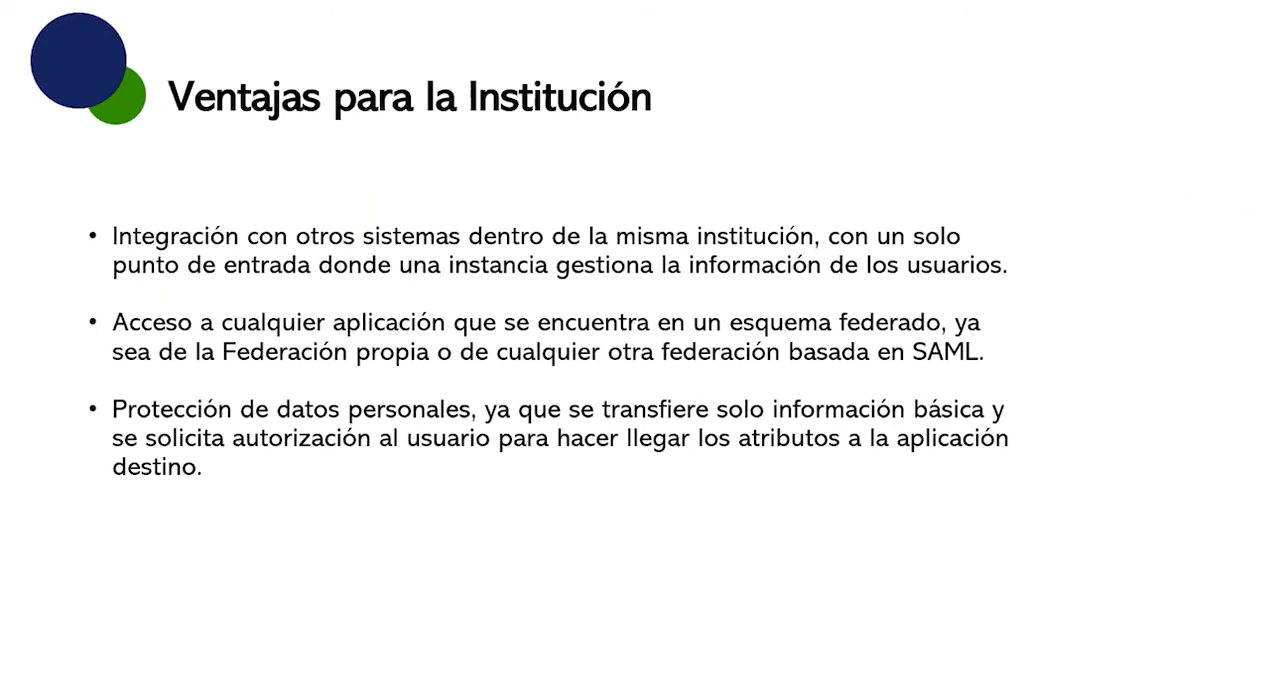 Ventajas para la Institución
• Integración con otros sistemas dentro de la misma institución, con un solo
punto de entrada donde una instancia gestiona la información de los usuarios.
• Acceso a cualquier aplicación que se encuentra en un esquema federado, ya
sea de la Federación propia o de cualquier otra federación basada en SAML.
• Protección de datos personales, ya que se transfiere solo información básica y
se solicita autorización al usuario para hacer llegar los atributos a la aplicación
destino.